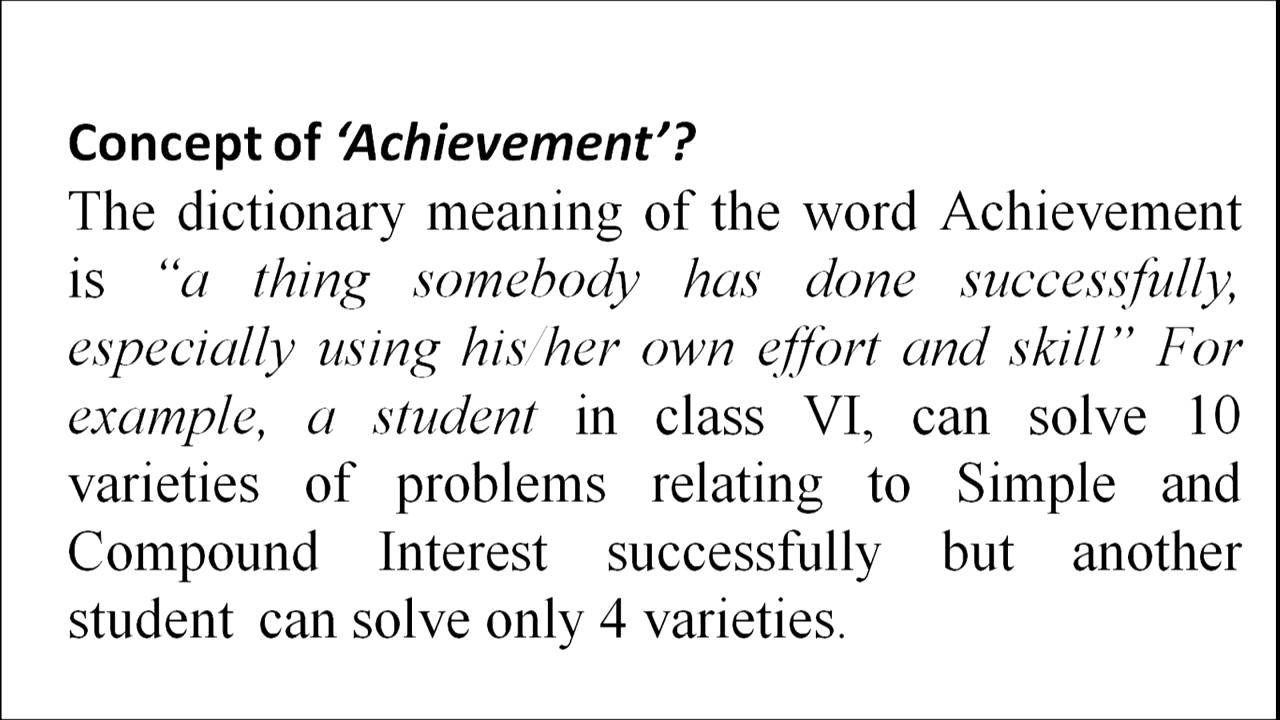 Concept of ‘Achievement’?
The dictionary meaning of the word Achievement
is “a thing somebody has done successfully,
especially using his/her own effort and skill” For
example, a student in class VI, can solve 10
varieties of problems relating to Simple and
Compound Interest successfully but another
student can solve only 4 varieties.